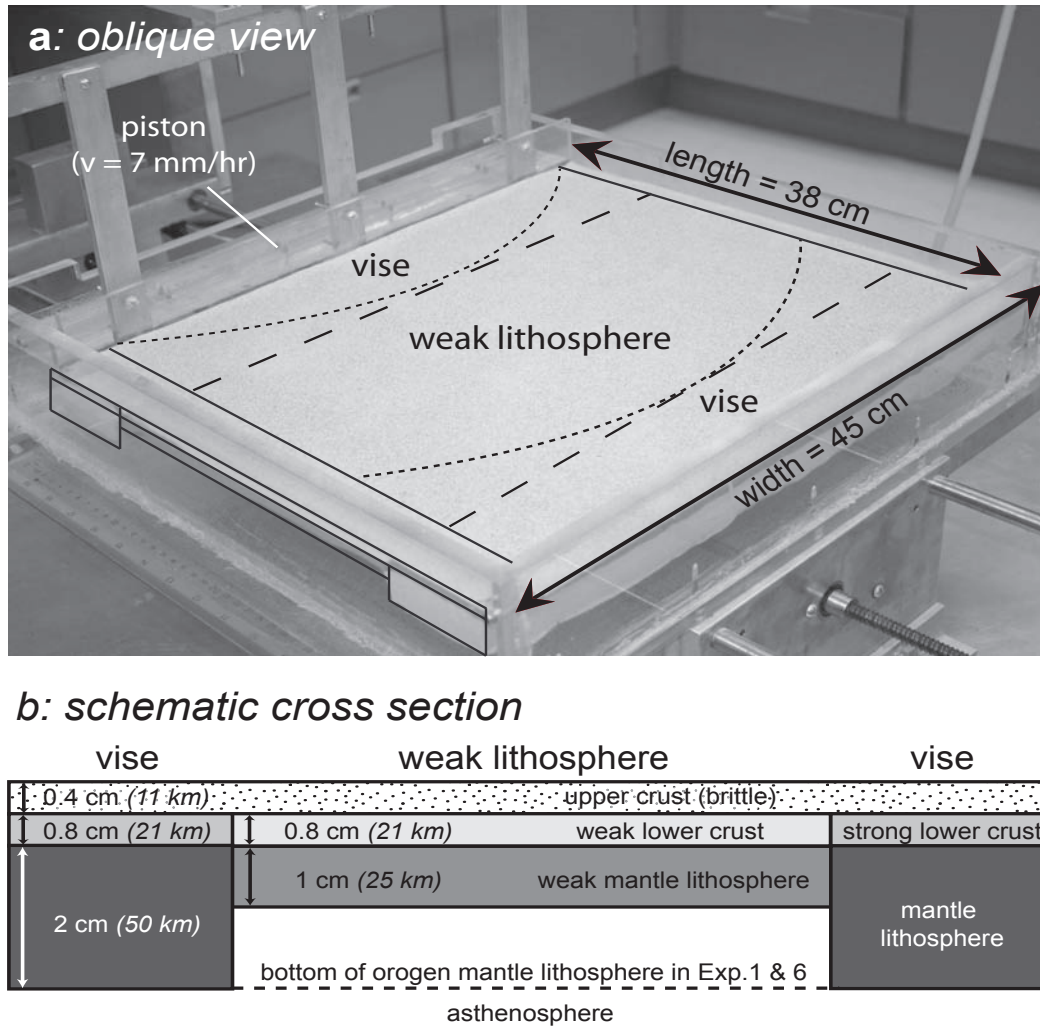 a: oblique view
piston
(v = 7 mm/hr)
length = 38 cm
vise
weak lithosphere
vise
width = 45 cm
b: schematic cross section
vise weak lithosphere vise
0.4 cm (11 km) upper crust (brittle)
0.8 cm (21 km) 0.8 cm (21 km) weak lower crust strong lower crust
1 cm (25 km) weak mantle lithosphere
2 cm (50 km) mantle
lithosphere
bottom of orogen mantle lithosphere in Exp.1 & 6
asthenosphere